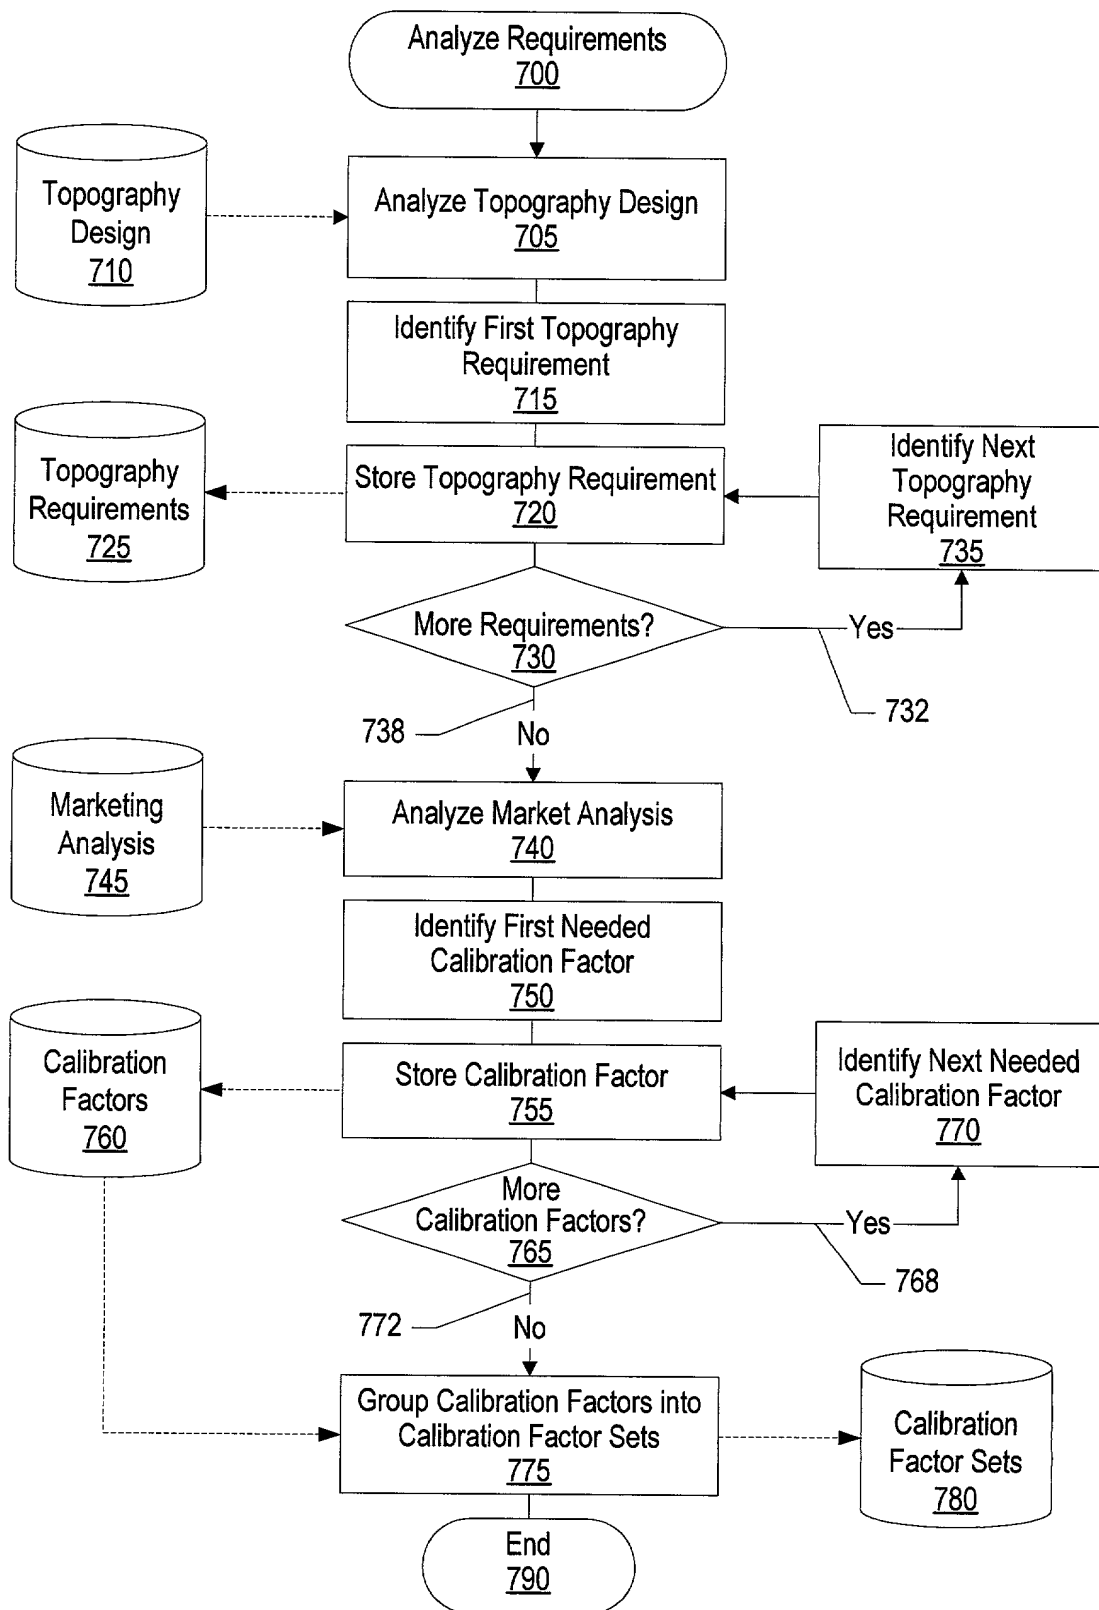 Analyze Requirements
700
Topography
Design
710
Analyze Topography Design
705
Identify First Topography
Requirement
715
Topography
Requirements
725
Store Topography Requirement
720
Identify Next
Topography
Requirement
735
More Requirements?
730
Yes
732
738
No
Marketing
Analysis
745
Analyze Market Analysis
740
Identify First Needed
Calibration Factor
750
Calibration
Factors
760
Store Calibration Factor
755
Identify Next Needed
Calibration Factor
770
More
Calibration Factors?
765
Yes
768
772
No
Group Calibration Factors into
Calibration Factor Sets
775
Calibration
Factor Sets
780
End
790